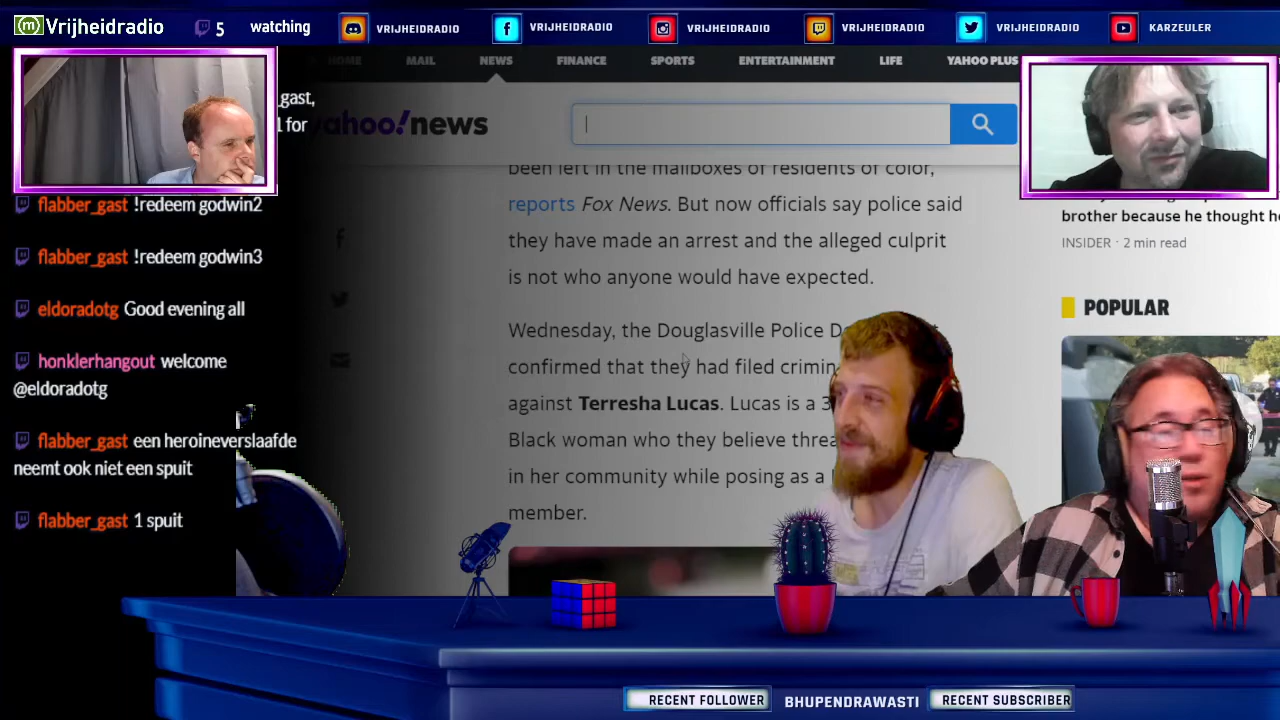 Vrijheidradio
5
watching
VRIJHEIDRADIO
VRIJHEIDRADIO
VRIJHEIDRADIO
VRIJHEIDRADIO
VRIJHEIDRADIO
KARZEULER
HOME
MAIL
NEWS
FINANCE
SPORTS
ENTERTAINMENT
LIFE
YAHOO PLUS
_gast,
for
yahoo!news
been left in the mailboxes of residents of color,
reports Fox News. But now officials say police said
they have made an arrest and the alleged culprit
is not who anyone would have expected.
Wednesday, the Douglasville Police
confirmed that they had filed
against Terresha Lucas. Lucas is a
Black woman who they believe
in her community while posing as a
member.
flabber_gast !redeem godwin2
flabber_gast !redeem godwin3
eldoradotg Good evening all
honklerhangout welcome
@eldoradotg
flabber_gast een heroineverslaafde
neemt ook niet een spuit
flabber_gast 1 spuit
brother because he thought he
INSIDER · 2 min read
POPULAR
RECENT FOLLOWER
BHUPENDRAWASTI
RECENT SUBSCRIBER